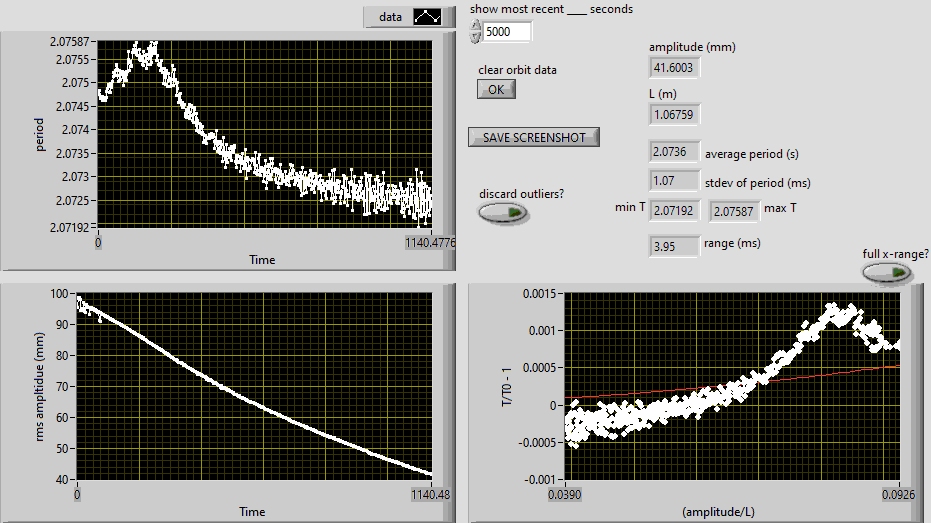 data
2.07587
2.0755
2.075
2.0745
2.074
2.0735
2.073
2.0725
2.07192
period
0
1140.4776
Time
show most recent ____ seconds
5000
clear orbit data
OK
SAVE SCREENSHOT
discard outliers?
amplitude (mm)
41.6003
L (m)
1.06759
2.0736 average period (s)
1.07 stdev of period (ms)
min T 2.07192 2.07587 max T
3.95 range (ms)
full x-range?
100
90
80
70
60
50
40
rms ampltidue (mm)
0
1140.48
Time
0.0015
0.001
0.0005
0
-0.0005
-0.001
T/T0 - 1
0.0390
0.0926
(amplitude/L)